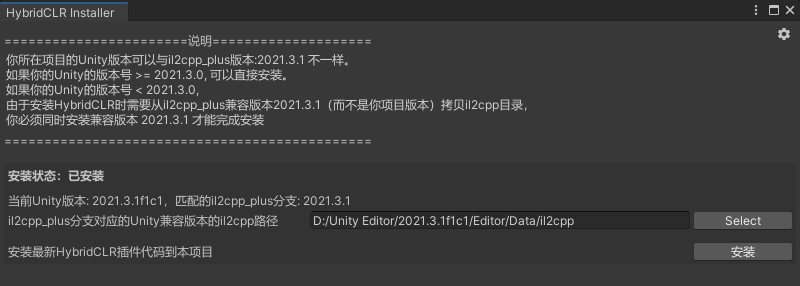 HybridCLR Installer
=======================说明====================
你所在项目的Unity版本可以与il2cpp_plus版本:2021.3.1 不一样。
如果你的Unity的版本号 >= 2021.3.0, 可以直接安装。
如果你的Unity的版本号 < 2021.3.0,
由于安装HybridCLR时需要从il2cpp_plus兼容版本2021.3.1（而不是你项目版本）拷贝il2cpp目录，
你必须同时安装兼容版本 2021.3.1 才能完成安装
==============================================
安装状态：已安装
当前Unity版本: 2021.3.1f1c1，匹配的il2cpp_plus分支: 2021.3.1
il2cpp_plus分支对应的Unity兼容版本的il2cpp路径 D:/Unity Editor/2021.3.1f1c1/Editor/Data/il2cpp Select
安装最新HybridCLR插件代码到本项目 安装